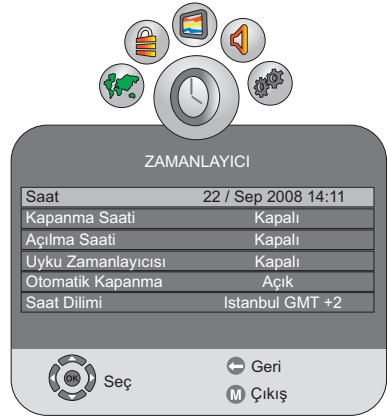 ZAMANLAYICI
Saat 22 / Sep 2008 14:11
Kapanma Saati Kapalı
Açılma Saati Kapalı
Uyku Zamanlayıcısı Kapalı
Otomatik Kapanma Açık
Saat Dilimi Istanbul GMT +2
OK Seç
Geri
M Çıkış